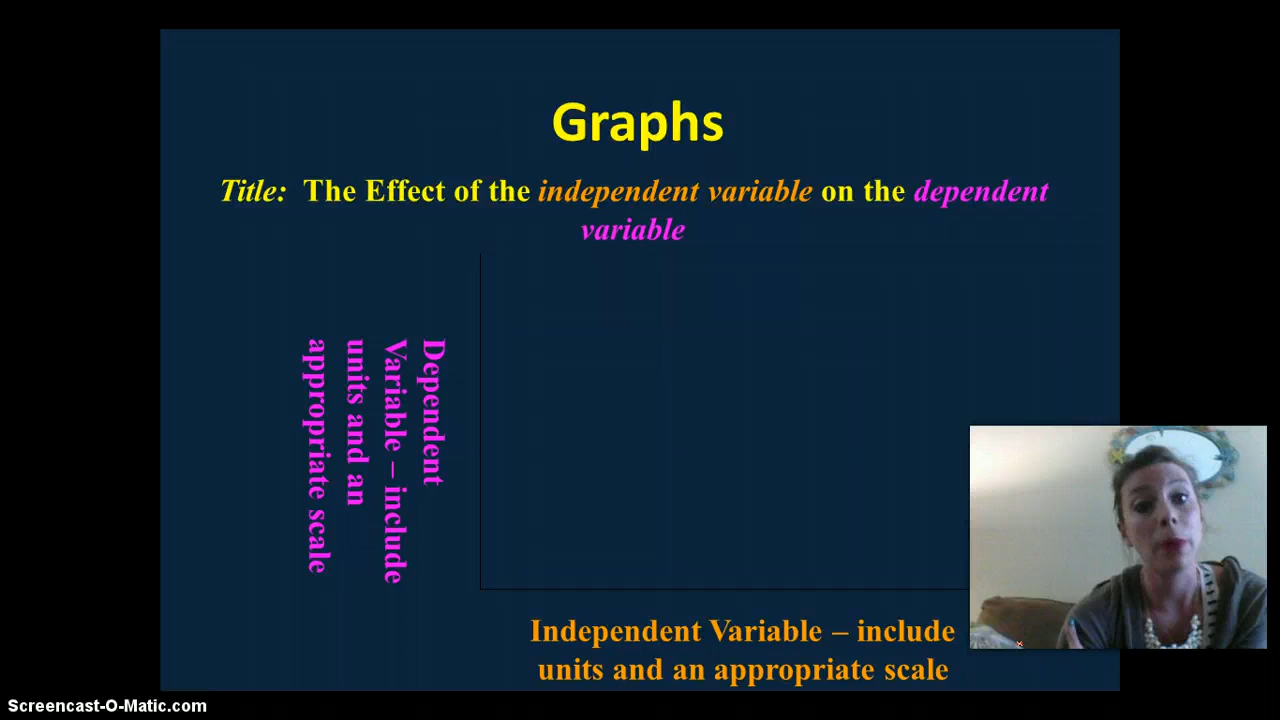 Graphs
Title: The Effect of the independent variable on the dependent
variable
Dependent
Variable – include
units and an
appropriate scale
Independent Variable – include
units and an appropriate scale
Screencast-O-Matic.com